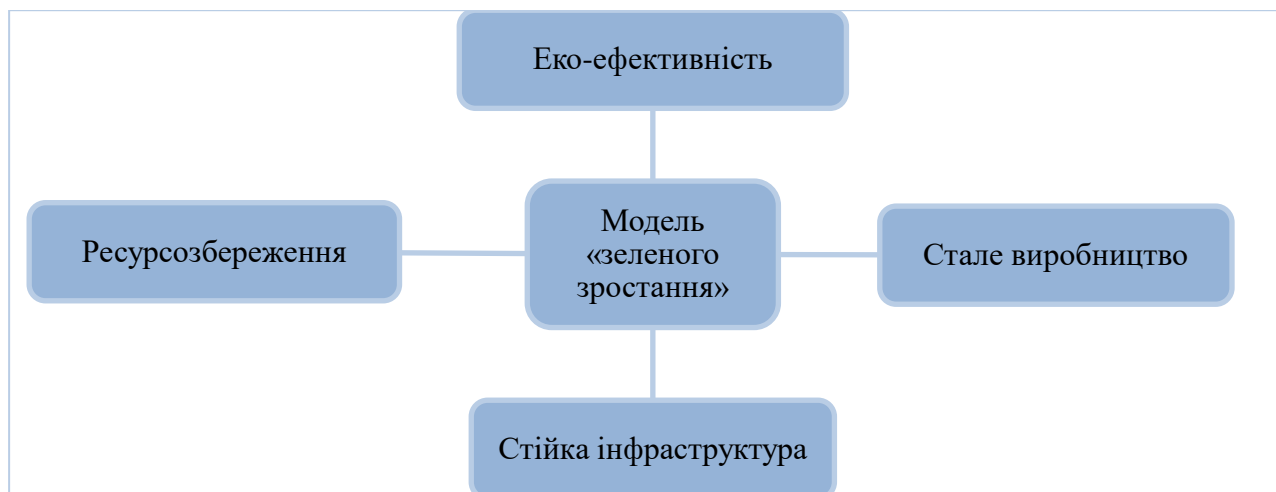 Еко-ефективність
Ресурсозбереження
Модель
«зеленого
зростання»
Стале виробництво
Стійка інфраструктура